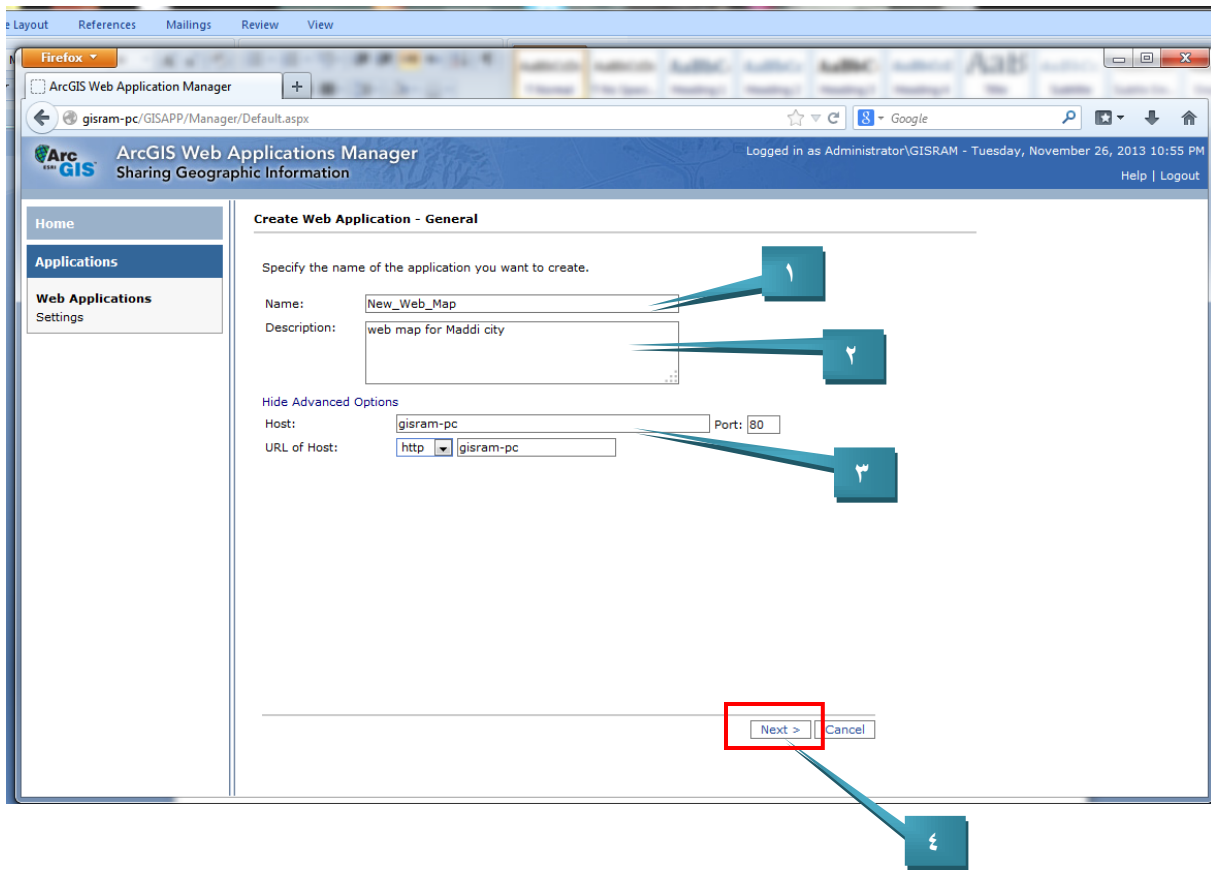 e Layout References Mailings Review View
Firefox
ArcGIS Web Application Manager
gisram-pc/GISAPP/Manager/Default.aspx
8 Google
Arc GIS
esri
ArcGIS Web Applications Manager
Sharing Geographic Information
Logged in as Administrator\GISRAM - Tuesday, November 26, 2013 10:55 PM
Help | Logout
Home
Applications
Web Applications
Settings
Create Web Application - General
Specify the name of the application you want to create.
١
Name: New_Web_Map
Description: web map for Maddi city
٢
Hide Advanced Options
Host: gisram-pc Port: 80
URL of Host: http gisram-pc
٣
Next > Cancel
٤